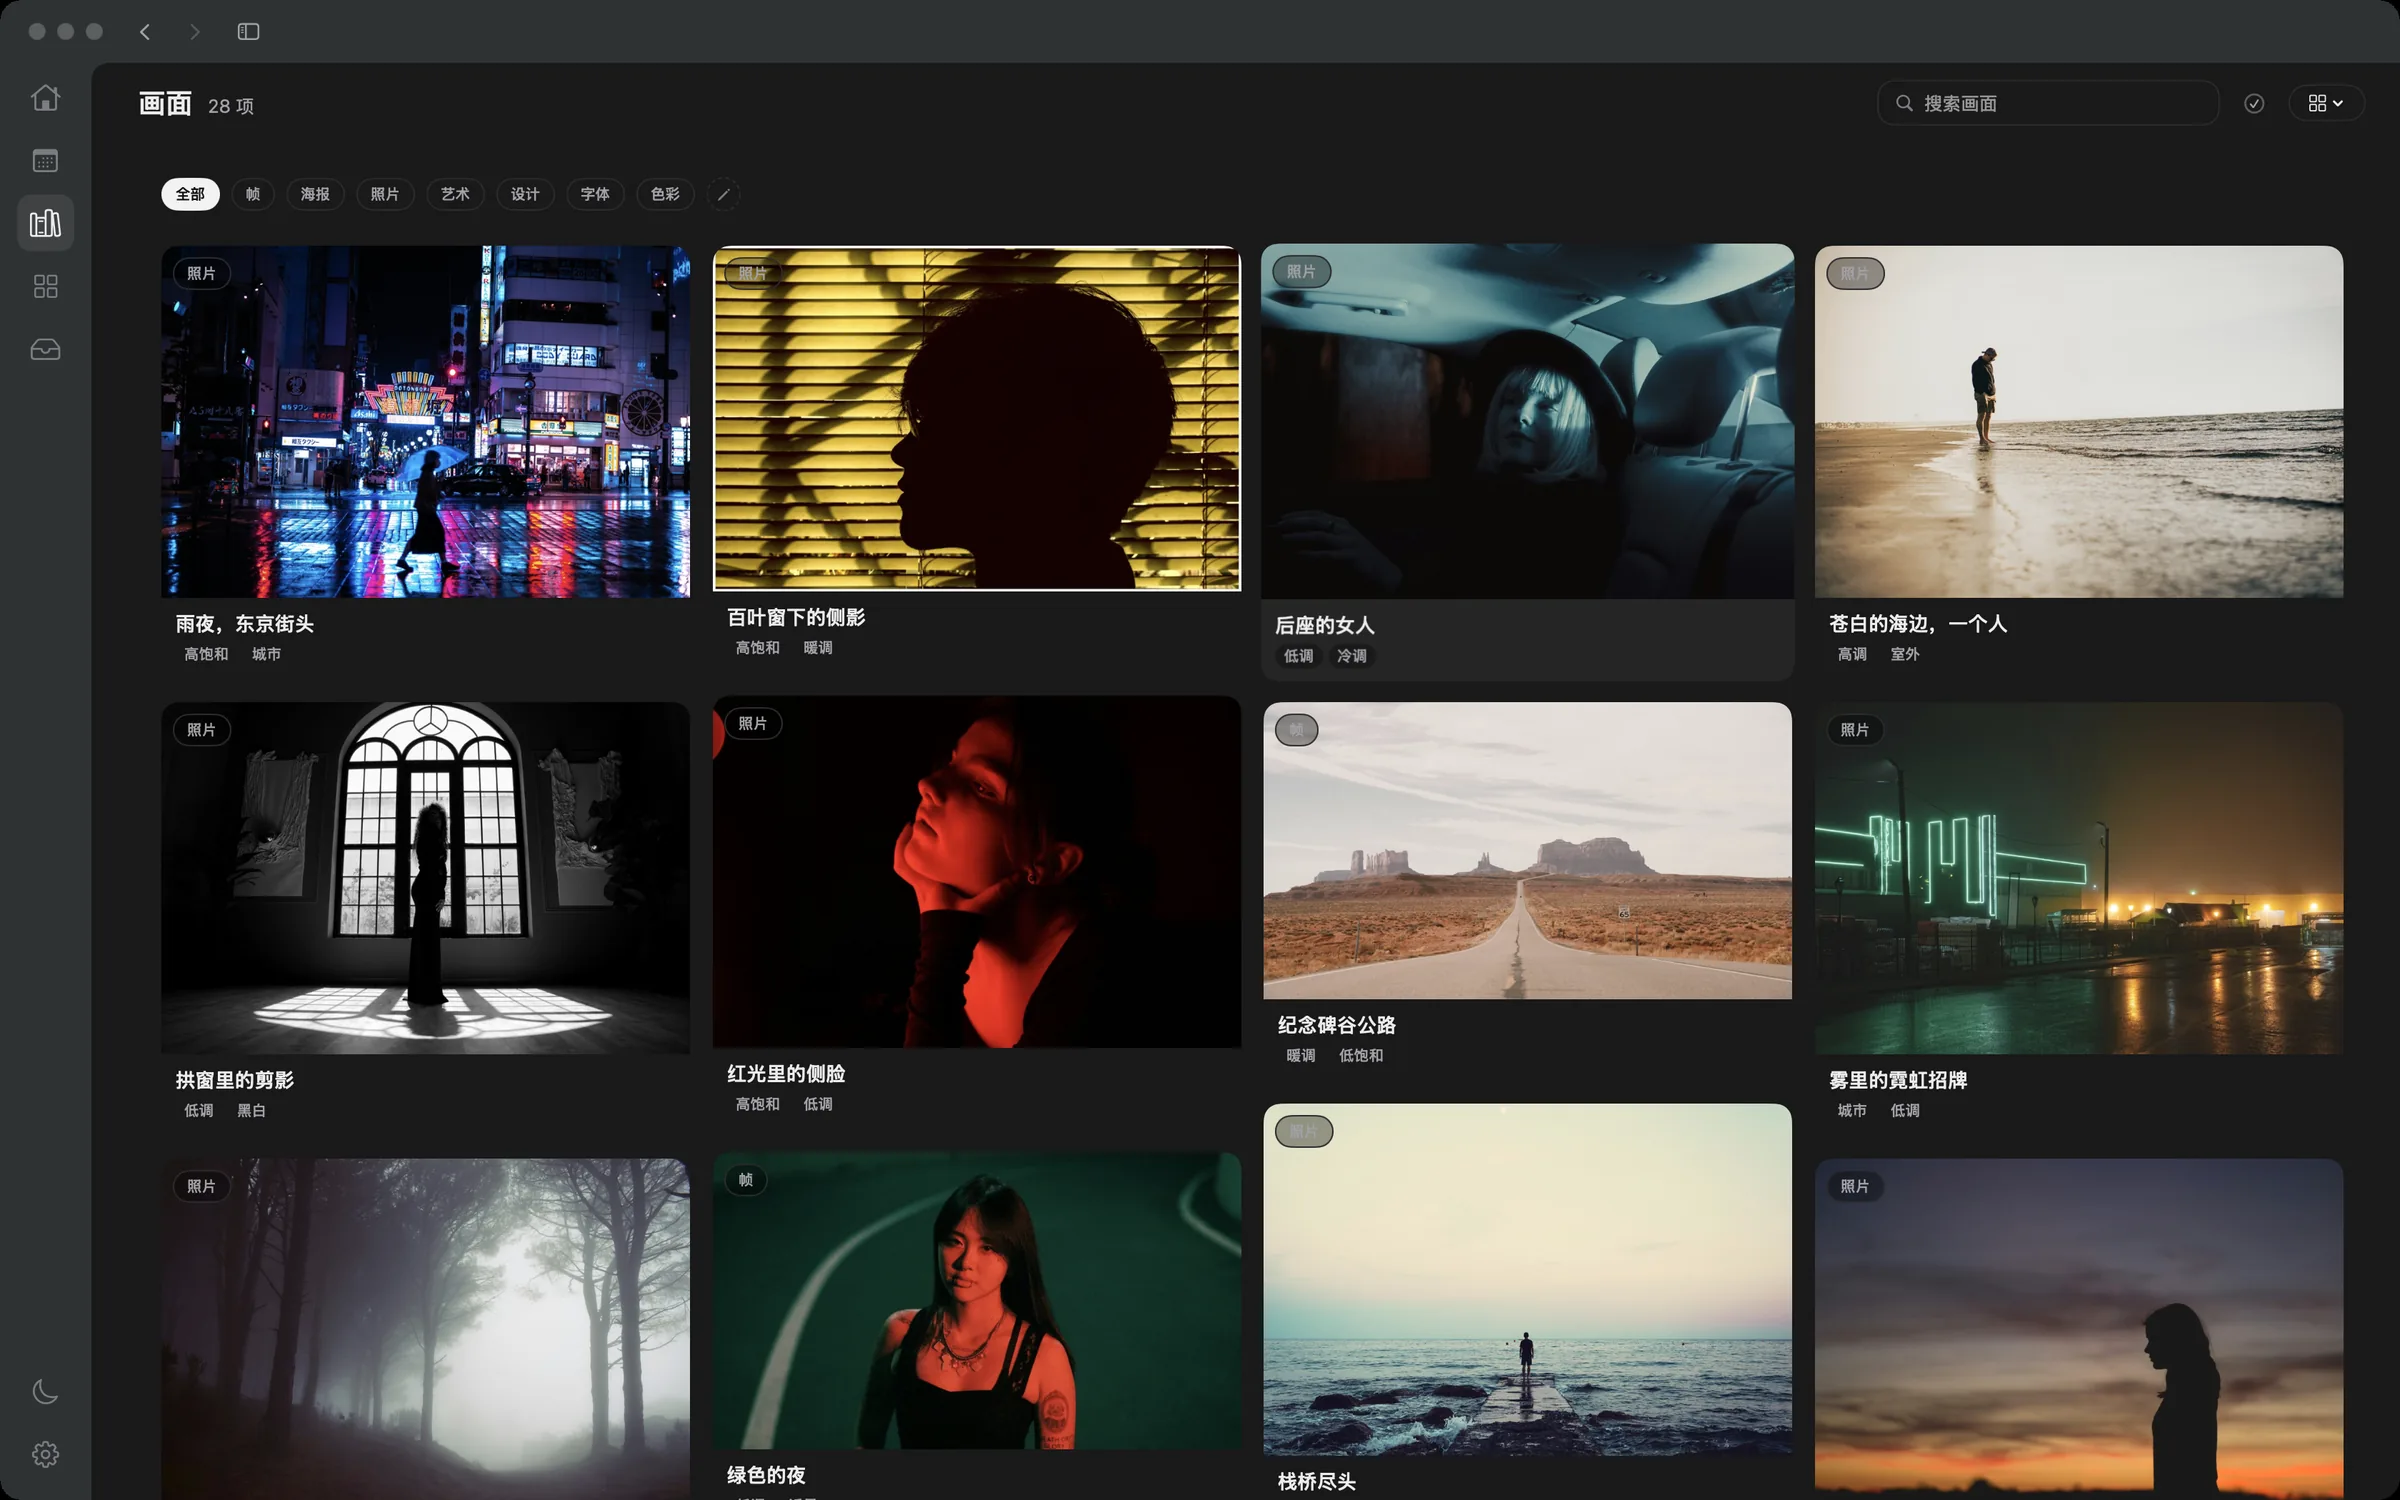 画面 28 项
搜索画面
全部 帧 海报 照片 艺术 设计 字体 色彩
照片
雨夜，东京街头
高饱和 城市
照片
百叶窗下的侧影
高饱和 暖调
照片
后座的女人
低调 冷调
照片
苍白的海边，一个人
高调 室外
照片
拱窗里的剪影
低调 黑白
照片
红光里的侧脸
高饱和 低调
帧
65
纪念碑谷公路
暖调 低饱和
照片
雾里的霓虹招牌
城市 低调
照片
帧
绿色的夜
照片
栈桥尽头
照片